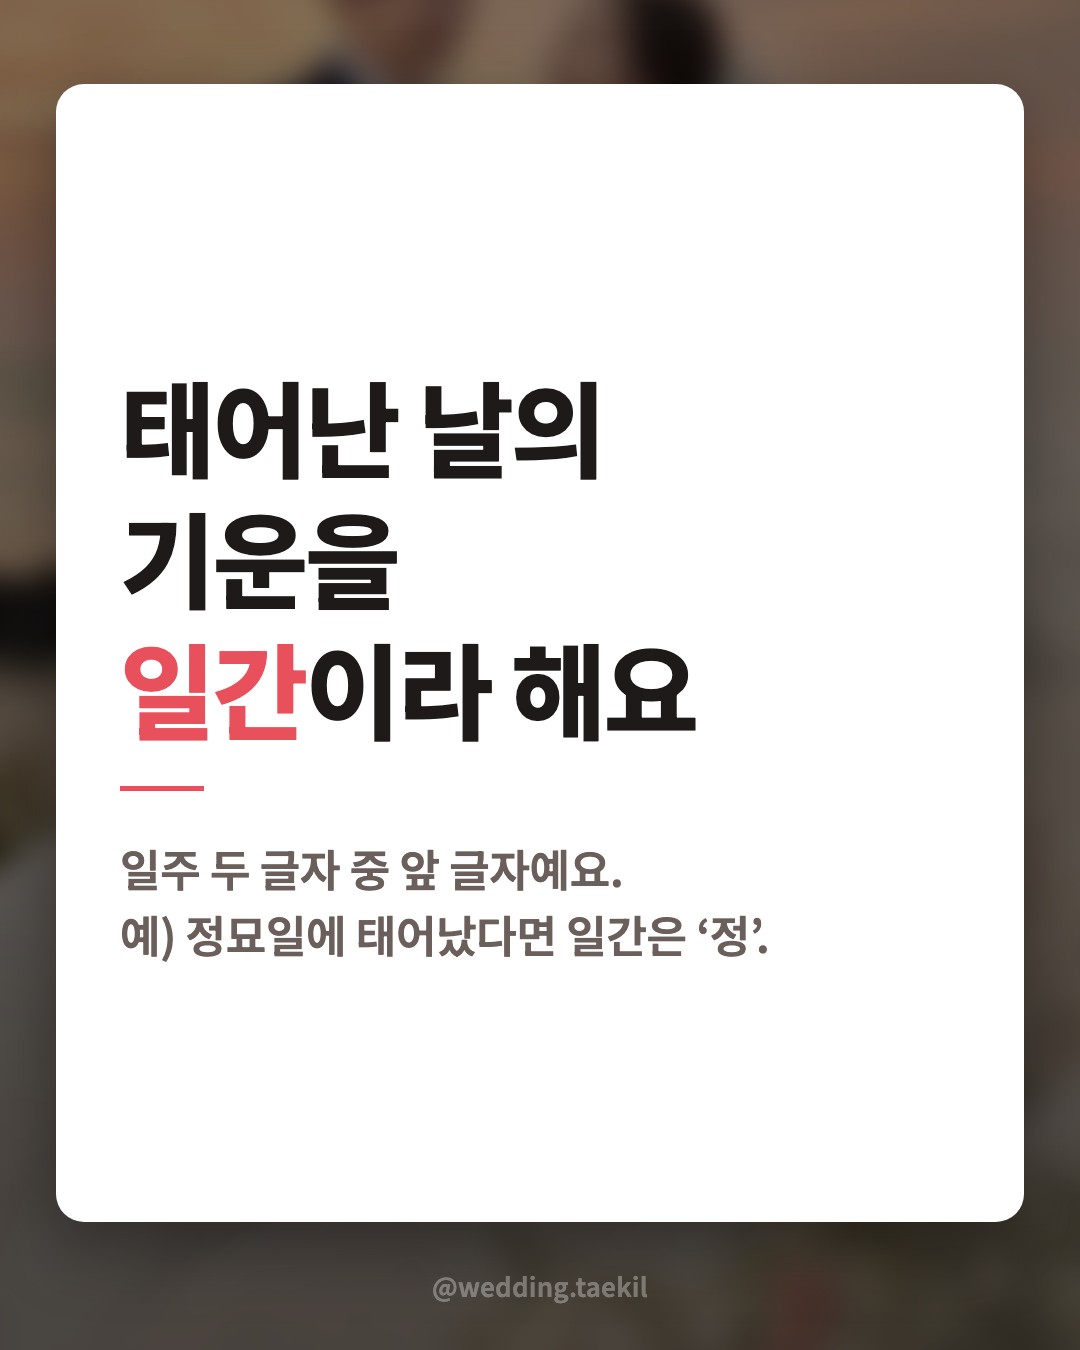 태어난 날의
기운을
일간이라 해요
일주 두 글자 중 앞 글자예요.
예) 정묘일에 태어났다면 일간은 ‘정’.
@wedding.taekil